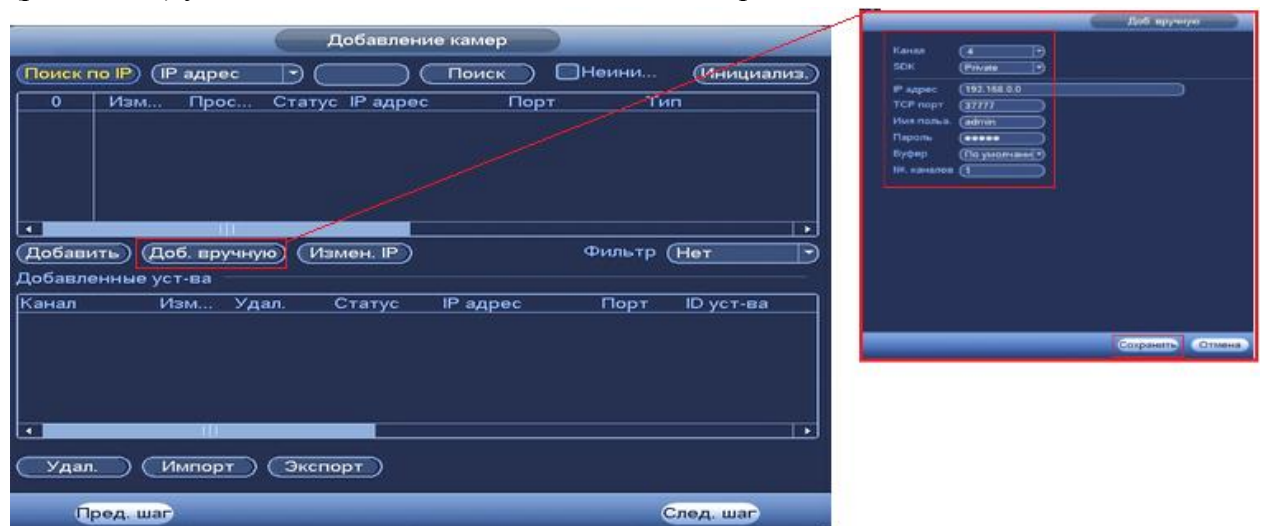 Добавление камер
Поиск по IP IP адрес Поиск Неини... Инициализ.
0 Изм... Прос... Статус IP адрес Порт Тип
Добавить Доб. вручную Измен. IP Фильтр Нет
Добавленные уст-ва
Канал Изм... Удал. Статус IP адрес Порт ID уст-ва
Удал. Импорт Экспорт
Пред. шаг След. шаг
Доб. вручную
Канал 4
SDK Private
IP адрес 192.168.0.0
TCP порт 37777
Имя польз. admin
Пароль •••••
Буфер По умолчани
№. каналов 1
Сохранить Отмена